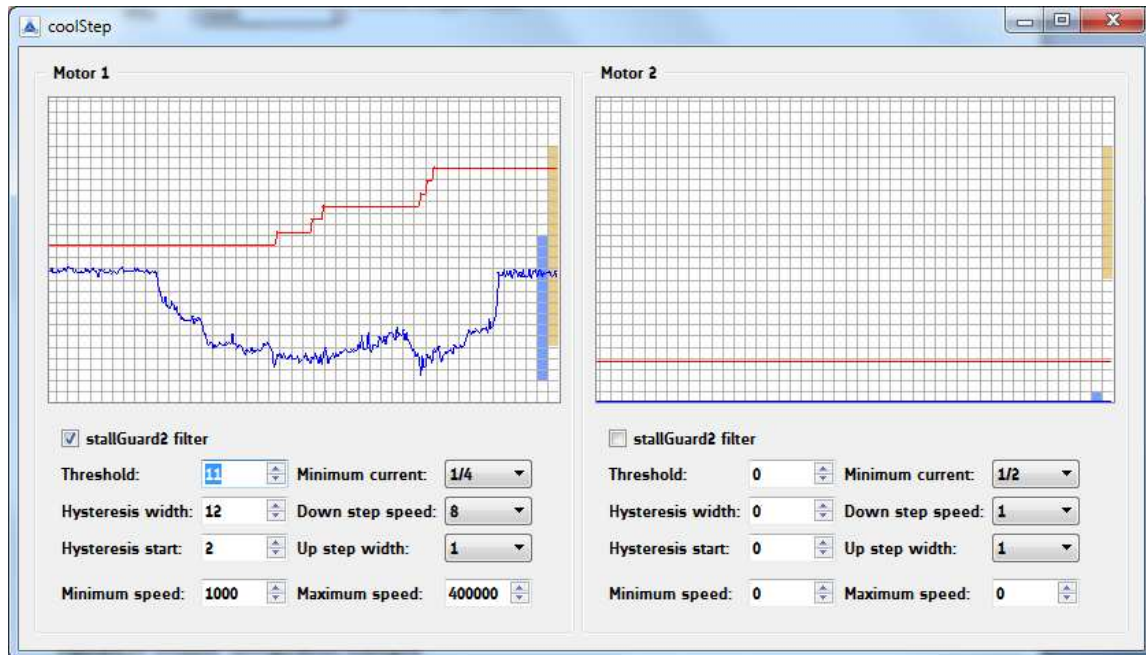 coolStep
Motor 1
stallGuard2 filter
Threshold: 11 Minimum current: 1/4
Hysteresis width: 12 Down step speed: 8
Hysteresis start: 2 Up step width: 1
Minimum speed: 1000 Maximum speed: 400000
Motor 2
stallGuard2 filter
Threshold: 0 Minimum current: 1/2
Hysteresis width: 0 Down step speed: 1
Hysteresis start: 0 Up step width: 1
Minimum speed: 0 Maximum speed: 0